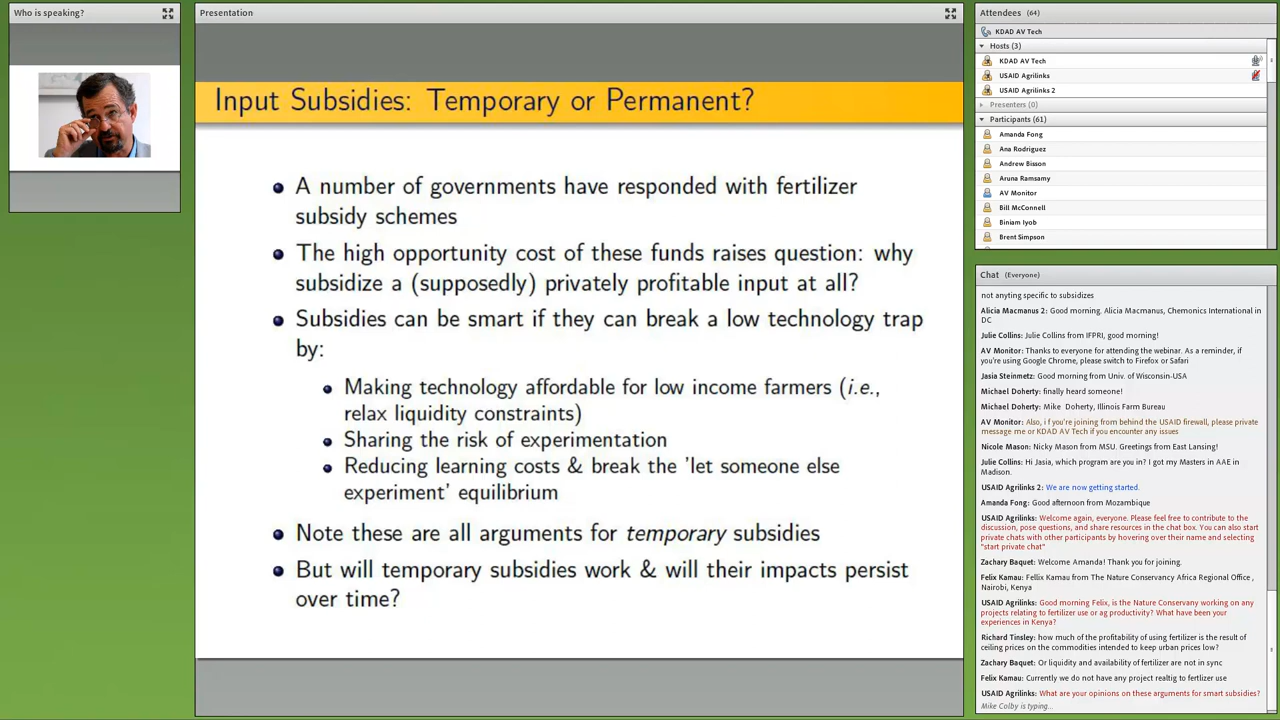 Who is speaking?
Presentation
Input Subsidies: Temporary or Permanent?
A number of governments have responded with fertilizer
subsidy schemes
The high opportunity cost of these funds raises question: why
subsidize a (supposedly) privately profitable input at all?
Subsidies can be smart if they can break a low technology trap
by:
Making technology affordable for low income farmers (i.e.,
relax liquidity constraints)
Sharing the risk of experimentation
Reducing learning costs & break the 'let someone else
experiment' equilibrium
Note these are all arguments for temporary subsidies
But will temporary subsidies work & will their impacts persist
over time?
Attendees (64)
KDAD AV Tech
Hosts (3)
KDAD AV Tech
USAID Agrilinks
USAID Agrilinks 2
Presenters (0)
Participants (61)
Amanda Fong
Ana Rodriguez
Andrew Bisson
Aruna Ramsamy
AV Monitor
Bill McConnell
Biniam Iyob
Brent Simpson
Chat (Everyone)
not anyting specific to subsidizes
Alicia Macmanus 2: Good morning. Alicia Macmanus, Chemonics International in
DC
Julie Collins: Julie Collins from IFPRI, good morning!
AV Monitor: Thanks to everyone for attending the webinar. As a reminder, if
you're using Google Chrome, please switch to Firefox or Safari
Jasia Steinmetz: Good morning from Univ. of Wisconsin-USA
Michael Doherty: finally heard someone!
Michael Doherty: Mike Doherty, Illinois Farm Bureau
AV Monitor: Also, i f you're joining from behind the USAID firewall, please private
message me or KDAD AV Tech if you encounter any issues
Nicole Mason: Nicky Mason from MSU. Greetings from East Lansing!
Julie Collins: Hi Jasia, which program are you in? I got my Masters in AAE in
Madison.
USAID Agrilinks 2: We are now getting started.
Amanda Fong: Good afternoon from Mozambique
USAID Agrilinks: Welcome again, everyone. Please feel free to contribute to the
discussion, pose questions, and share resources in the chat box. You can also start
private chats with other participants by hovering over their name and selecting
"start private chat"
Zachary Baquet: Welcome Amanda! Thank you for joining.
Felix Kamau: Fellix Kamau from The Nature Conservancy Africa Regional Office ,
Nairobi, Kenya
USAID Agrilinks: Good morning Felix, is the Nature Conservany working on any
projects relating to fertilizer use or ag productivity? What have been your
experiences in Kenya?
Richard Tinsley: how much of the profitability of using fertilizer is the result of
ceiling prices on the commodities intended to keep urban prices low?
Zachary Baquet: Or liquidity and availability of fertilizer are not in sync
Felix Kamau: Currently we do not have any project realtig to fertlizer use
USAID Agrilinks: What are your opinions on these arguments for smart subsidies?
Mike Colby is typing...